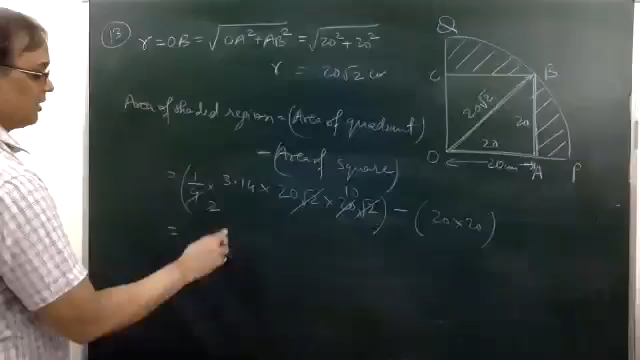 13 r = OB = √OA² + AB² = √20² + 20²
r = 20√2 cm
Area of shaded region = (Area of quadrant)
- (Area of square)
= (1/4 × 3.14 × 20√2 × 20√2) - (20×20)
2 10
=
Q
C B
20√2 20
20
O 20cm A P